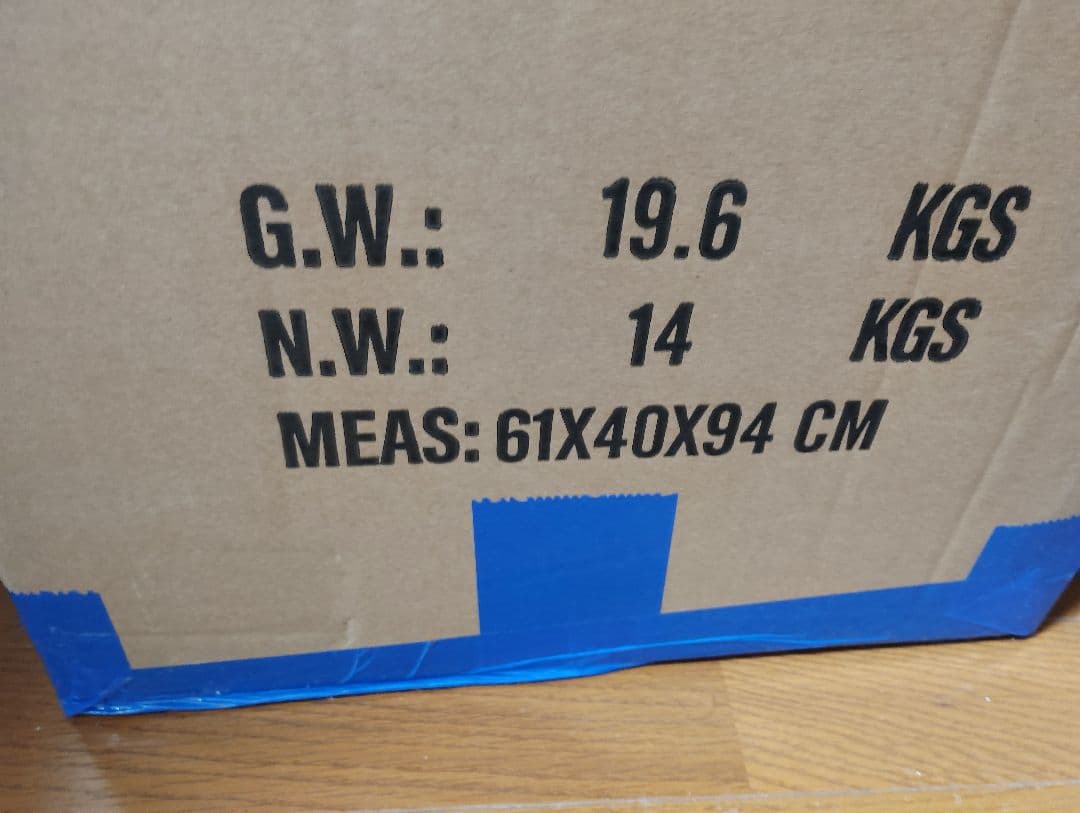 G.W.: 19.6 KGS
N.W.: 14 KGS
MEAS: 61X40X94 CM